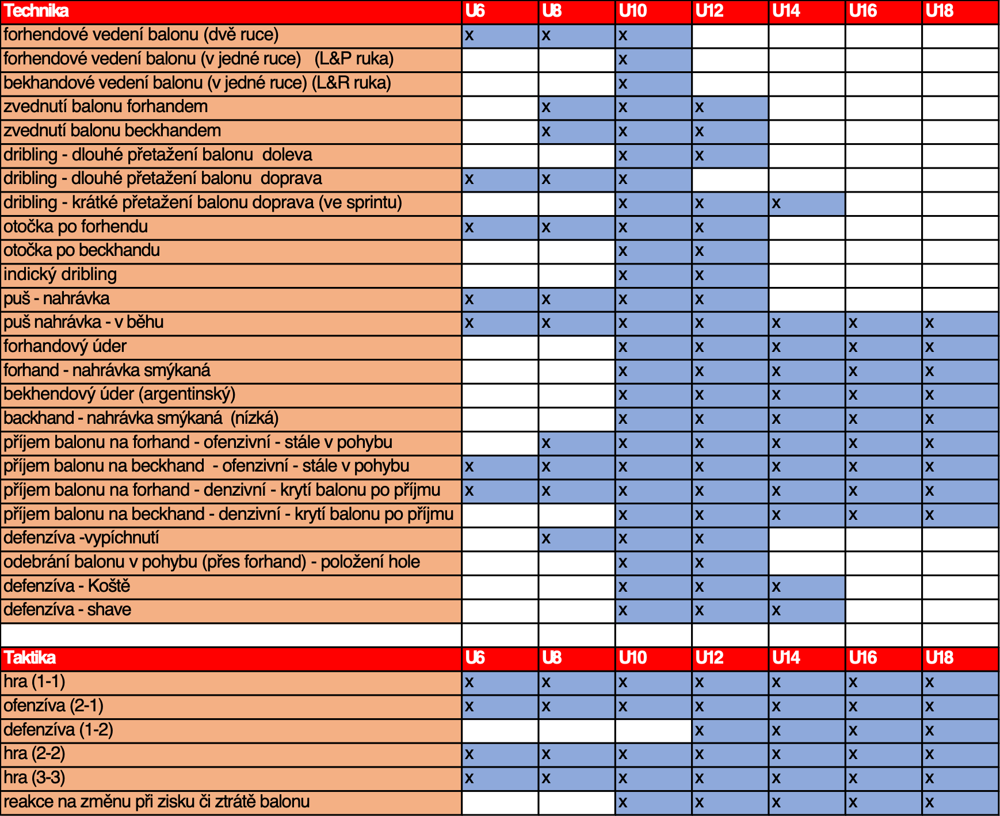 Technika U6 U8 U10 U12 U14 U16 U18
forhendové vedení balonu (dvě ruce) x x x
forhendové vedení balonu (v jedné ruce) (L&P ruka) x
bekhandové vedení balonu (v jedné ruce) (L&R ruka) x
zvednutí balonu forhandem x x x
zvednutí balonu beckhandem x x x
dribling - dlouhé přetažení balonu doleva x x
dribling - dlouhé přetažení balonu doprava x x x
dribling - krátké přetažení balonu doprava (ve sprintu) x x x
otočka po forhendu x x x x
otočka po beckhandu x x
indický dribling x x
puš - nahrávka x x x x
puš nahrávka - v běhu x x x x x x x
forhandový úder x x x x x
forhand - nahrávka smýkaná x x x x x
bekhendový úder (argentinský) x x x x x
backhand - nahrávka smýkaná (nízká) x x x x x
příjem balonu na forhand - ofenzivní - stále v pohybu x x x x x x
příjem balonu na beckhand - ofenzivní - stále v pohybu x x x x x x x
příjem balonu na forhand - denzivní - krytí balonu po příjmu x x x x x x x
příjem balonu na beckhand - denzivní - krytí balonu po příjmu x x x x x
defenzíva -vypíchnutí x x x
odebrání balonu v pohybu (přes forhand) - položení hole x x
defenzíva - Koště x x x
defenzíva - shave x x x
Taktika U6 U8 U10 U12 U14 U16 U18
hra (1-1) x x x x x x x
ofenzíva (2-1) x x x x x x x
defenzíva (1-2) x x x x
hra (2-2) x x x x x x x
hra (3-3) x x x x x x x
reakce na změnu při zisku či ztrátě balonu x x x x x